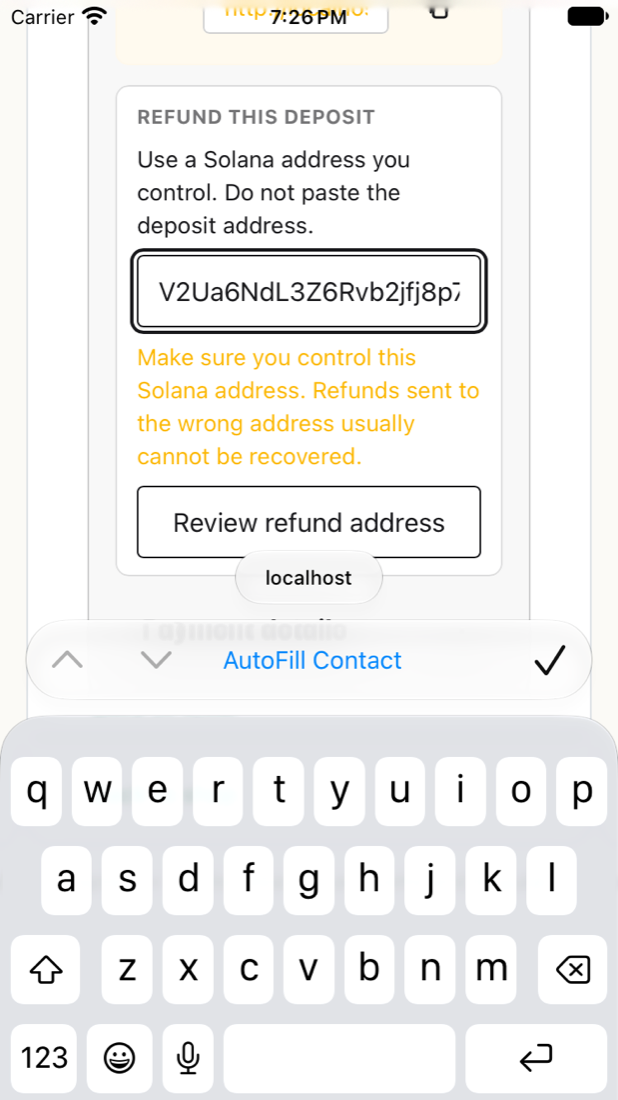 Carrier
7:26 PM
REFUND THIS DEPOSIT
Use a Solana address you
control. Do not paste the
deposit address.
V2Ua6NdL3Z6Rvb2jfj8p7
Make sure you control this
Solana address. Refunds sent to
the wrong address usually
cannot be recovered.
Review refund address
localhost
AutoFill Contact
q w e r t y u i o p
a s d f g h j k l
z x c v b n m
123